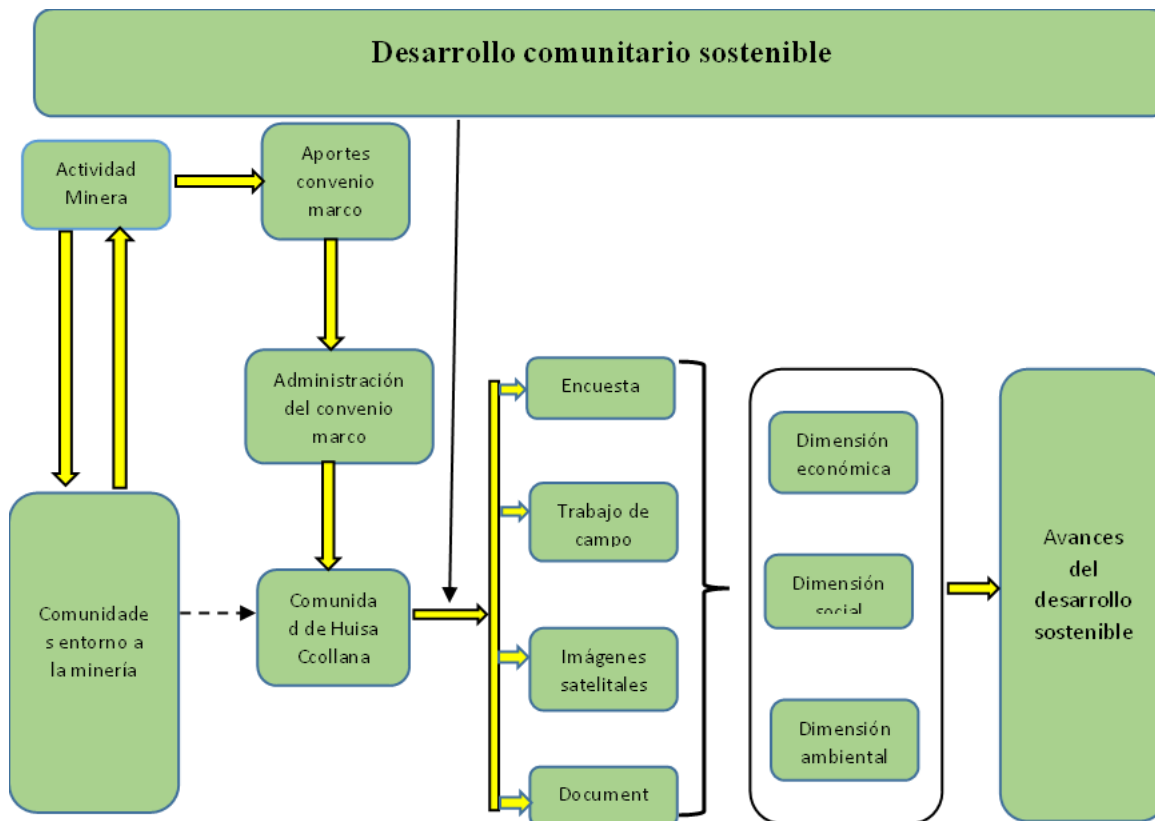 Desarrollo comunitario sostenible
Actividad
Minera
Aportes
convenio
marco
Administración
del convenio
marco
Comunidade
s entorno a
la minería
Comunida
d de Huisa
Ccollana
Encuesta
Trabajo de
campo
Imágenes
satelitales
Document
Dimensión
económica
Dimensión
social
Dimensión
ambiental
Avances
del
desarrollo
sostenible